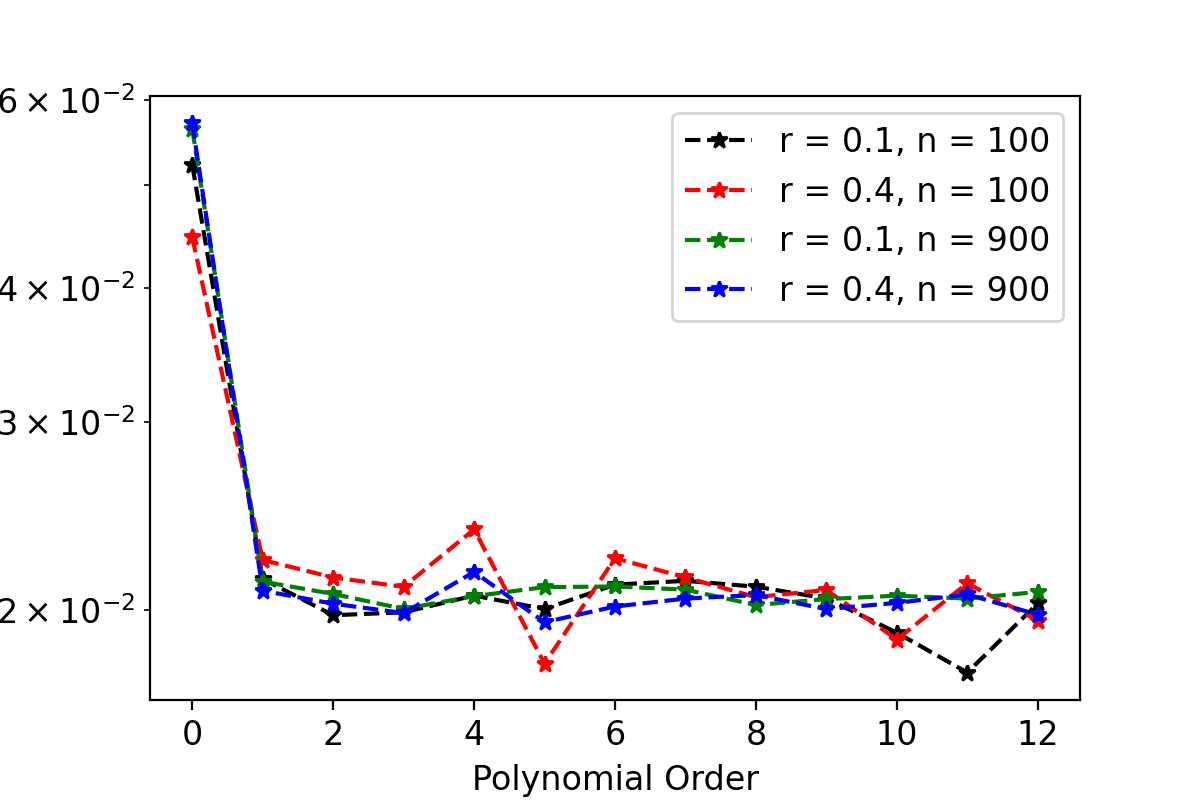 6 × 10⁻²
4 × 10⁻²
3 × 10⁻²
2 × 10⁻²
r = 0.1, n = 100
r = 0.4, n = 100
r = 0.1, n = 900
r = 0.4, n = 900
0 2 4 6 8 10 12
Polynomial Order